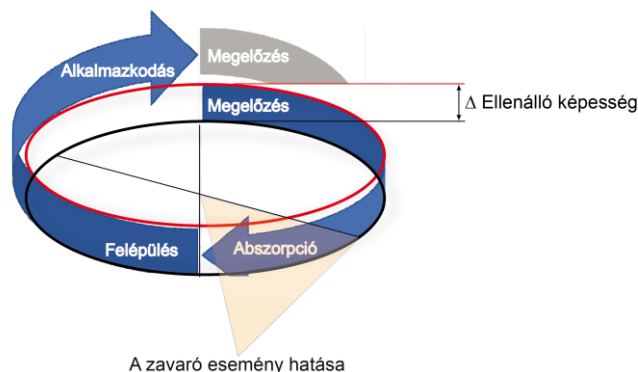 Megelőzés
Alkalmazkodás
Megelőzés
Δ Ellenálló képesség
Felépülés
Abszorpció
A zavaró esemény hatása